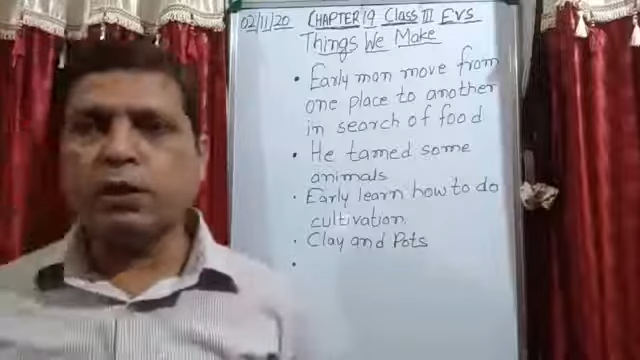 02/11/20 CHAPTER 19 Class III EVS
Things We Make
• Early man move from
one place to another
in search of food
• He tamed some
animals
• Early learn how to do
cultivation.
• Clay and Pots
•